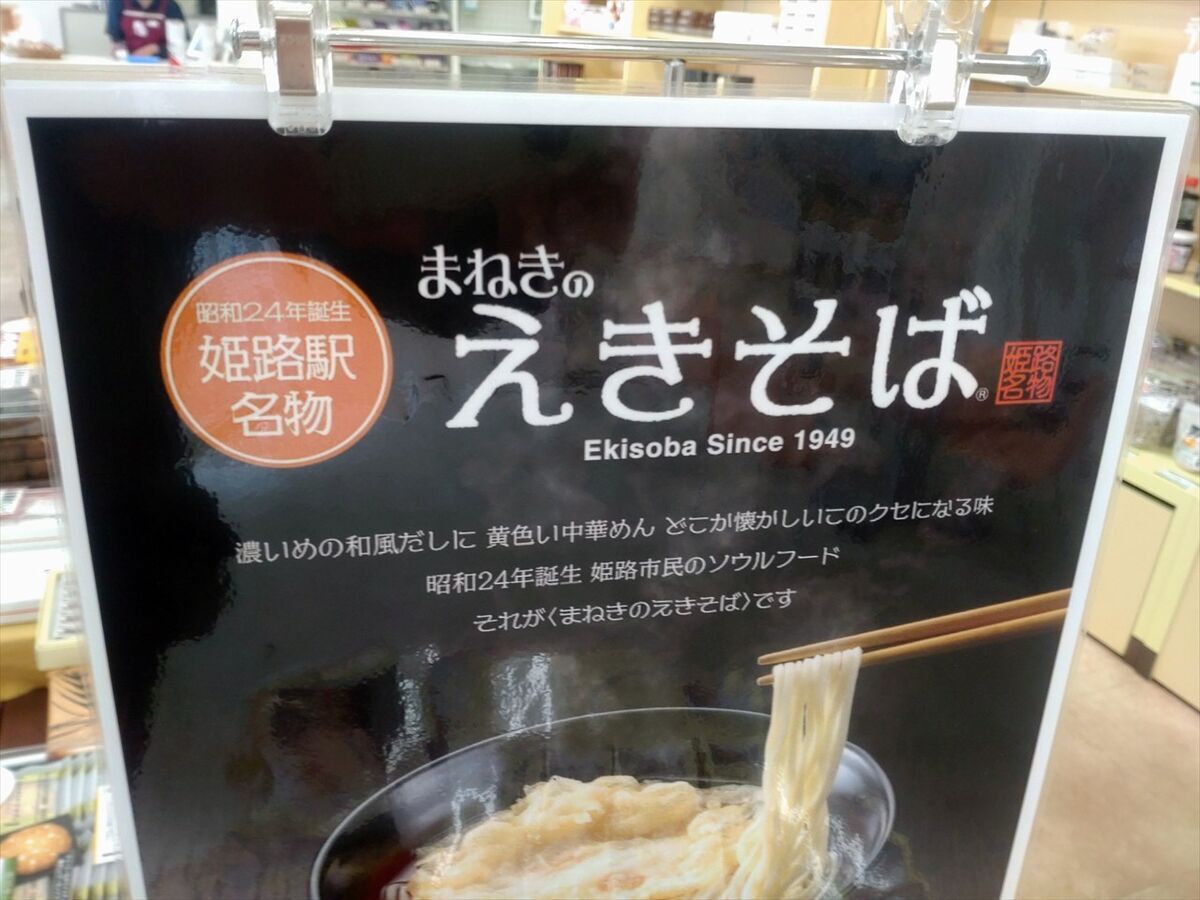 昭和24年誕生
姫路駅
名物
まねきの
えきそば®
姫路
名物
Ekisoba Since 1949
濃いめの和風だしに 黄色い中華めん どこか懐かしいこのクセになる味
昭和24年誕生 姫路市民のソウルフード
それが〈まねきのえきそば〉です